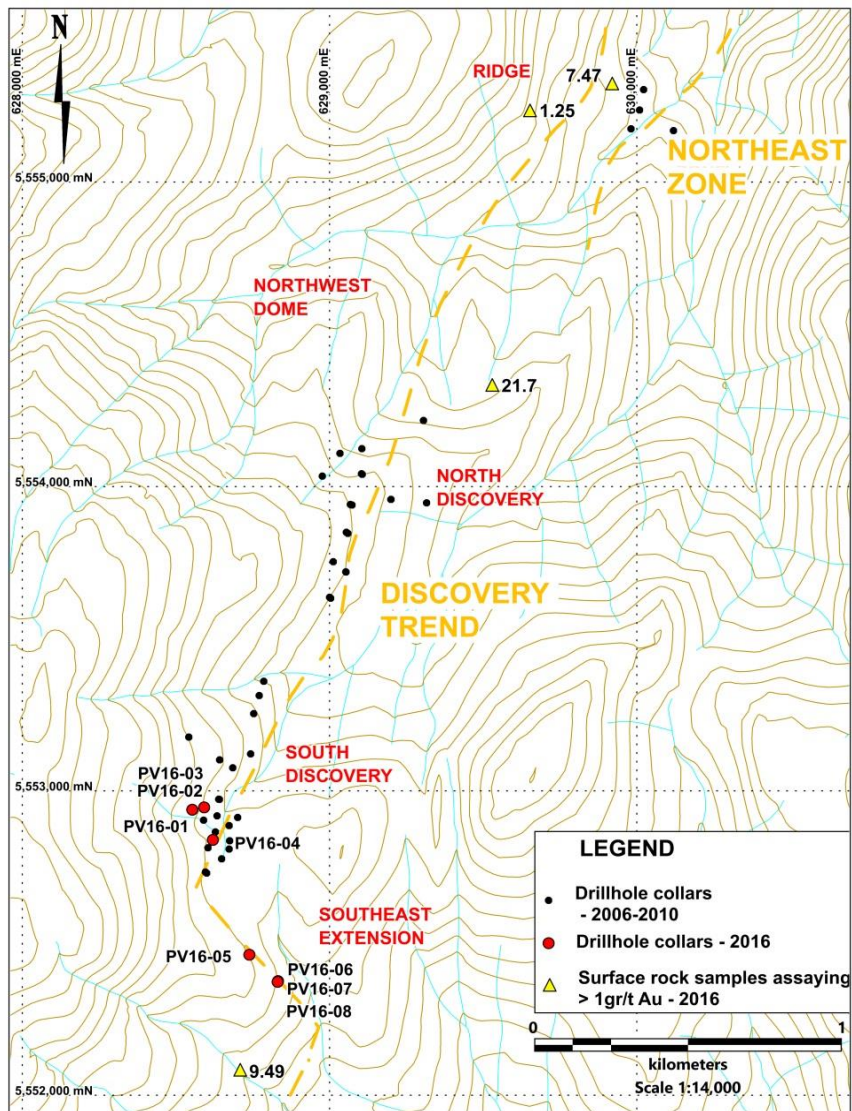 N
628,000 mE
629,000 mE
630,000 mE
RIDGE
7.47
1.25
NORTHEAST
ZONE
5,555,000 mN
NORTHWEST
DOME
21.7
5,554,000 mN
NORTH
DISCOVERY
DISCOVERY
TREND
SOUTH
DISCOVERY
5,553,000 mN
PV16-03
PV16-02
PV16-01
PV16-04
SOUTHEAST
EXTENSION
PV16-05
PV16-06
PV16-07
PV16-08
9.49
5,552,000 mN
LEGEND
Drillhole collars
- 2006-2010
Drillhole collars - 2016
Surface rock samples assaying
> 1gr/t Au - 2016
0 1
kilometers
Scale 1:14,000